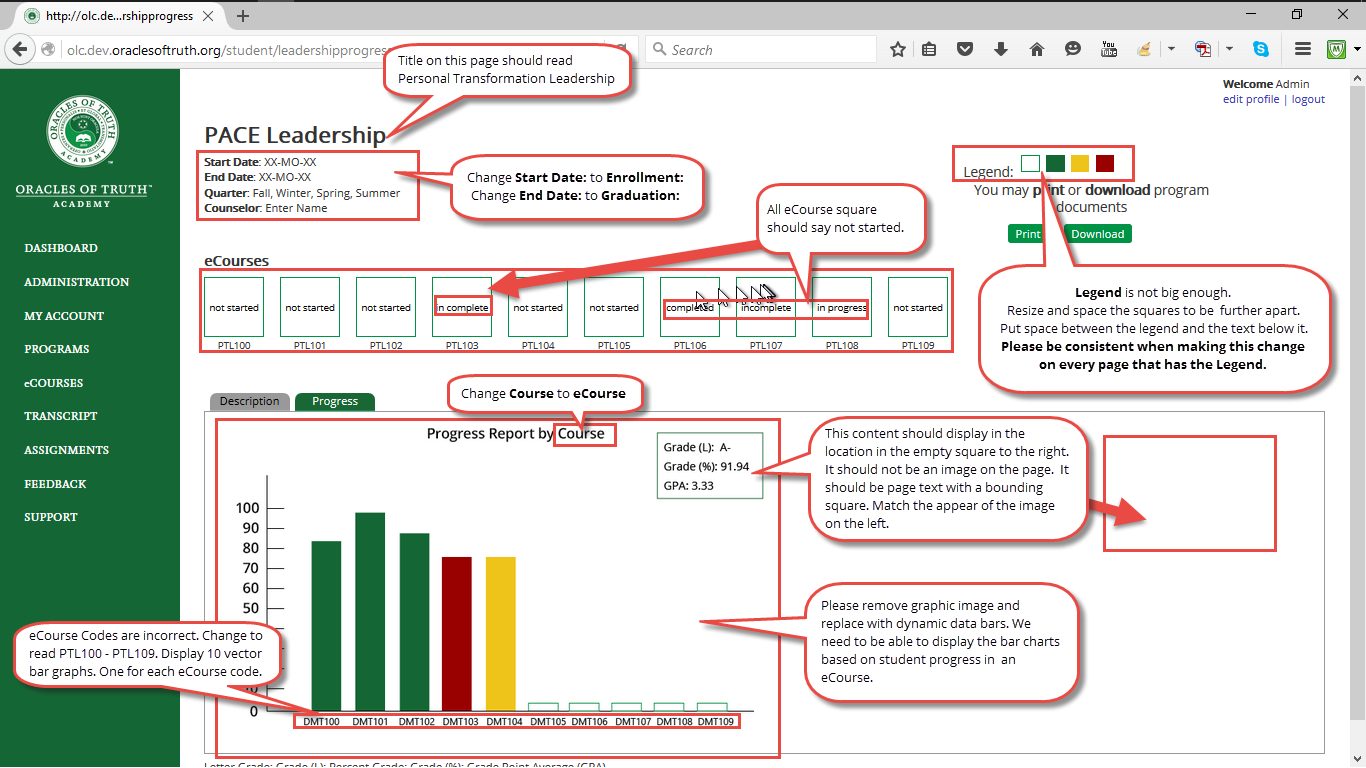 http://olc.de...rshipprogress
olc.dev.oraclesoftruth.org/student/leadershipprogres
Search
You
Tube
Title on this page should read
Personal Transformation Leadership
Welcome Admin
edit profile | logout
ORACLES OF TRUTH
ACADEMY
ORACLES OF TRUTH™
ACADEMY
DASHBOARD
ADMINISTRATION
MY ACCOUNT
PROGRAMS
eCOURSES
TRANSCRIPT
ASSIGNMENTS
FEEDBACK
SUPPORT
PACE Leadership
Start Date: XX-MO-XX
End Date: XX-MO-XX
Quarter: Fall, Winter, Spring, Summer
Counselor: Enter Name
Change Start Date: to Enrollment:
Change End Date: to Graduation:
All eCourse square
should say not started.
Legend:
You may print or download program
documents
Print
Download
Legend is not big enough.
Resize and space the squares to be further apart.
Put space between the legend and the text below it.
Please be consistent when making this change
on every page that has the Legend.
eCourses
not started not started not started in complete not started not started completed incomplete in progress not started
PTL100 PTL101 PTL102 PTL103 PTL104 PTL105 PTL106 PTL107 PTL108 PTL109
Change Course to eCourse
Description
Progress
Progress Report by Course
Grade (L): A-
Grade (%): 91.94
GPA: 3.33
This content should display in the
location in the empty square to the right.
It should not be an image on the page. It
should be page text with a bounding
square. Match the appear of the image
on the left.
Please remove graphic image and
replace with dynamic data bars. We
need to be able to display the bar charts
based on student progress in an
eCourse.
100
90
80
70
60
50
eCourse Codes are incorrect. Change to
read PTL100 - PTL109. Display 10 vector
bar graphs. One for each eCourse code.
10
0
DMT100 DMT101 DMT102 DMT103 DMT104 DMT105 DMT106 DMT107 DMT108 DMT109
Letter Grade: Grade (L); Percent Grade: Grade (%); Grade Point Average (GPA)